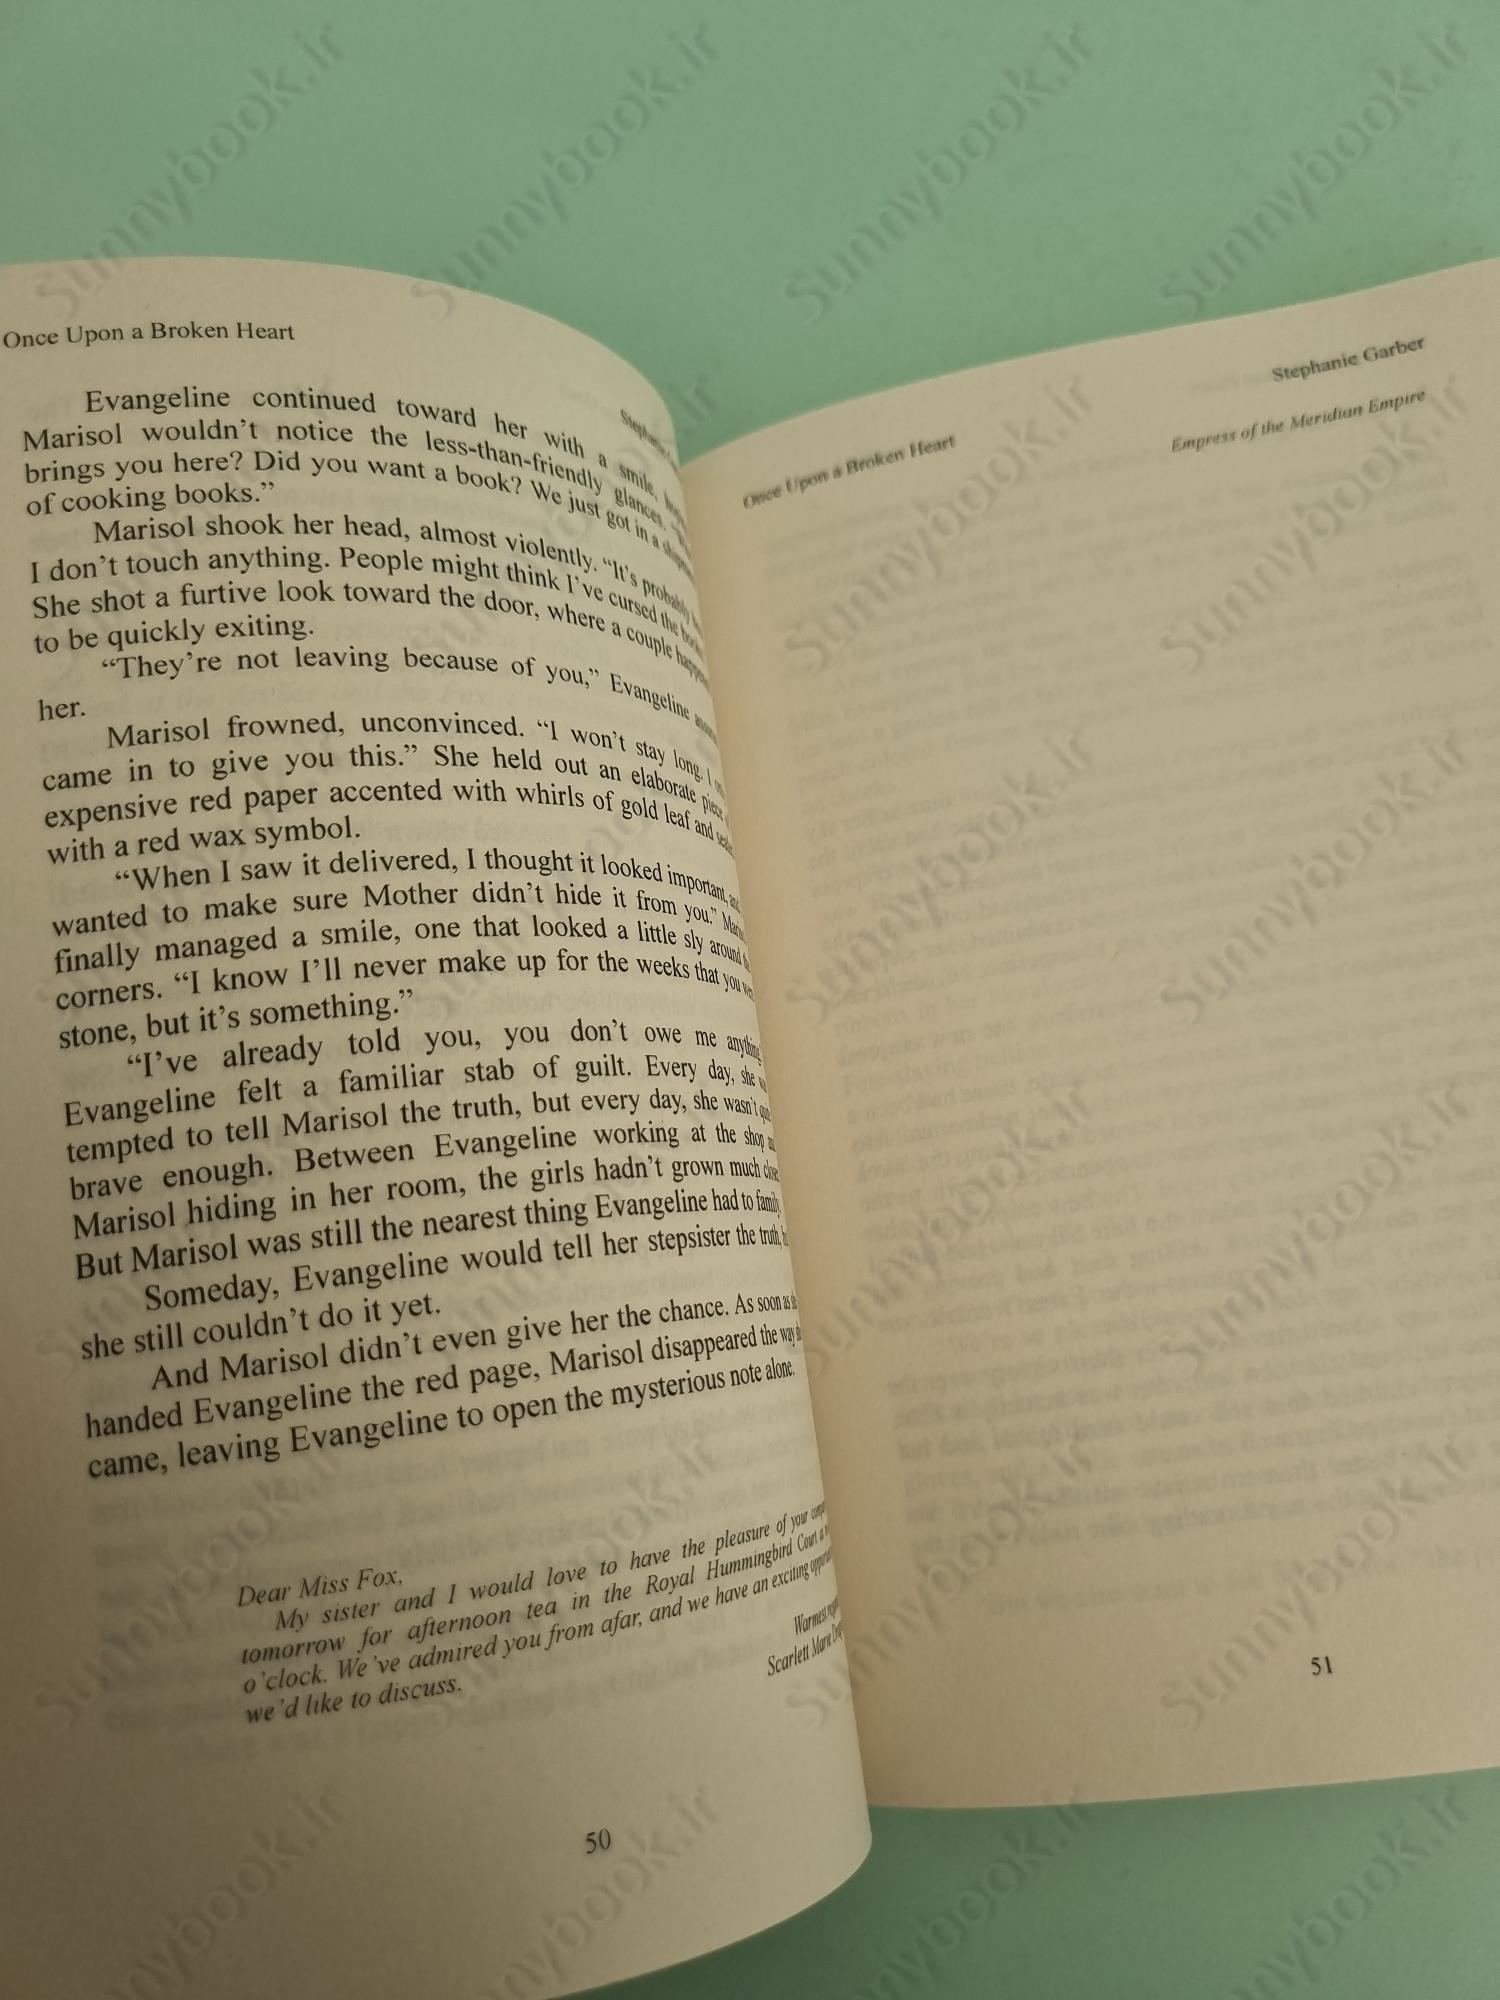 Once Upon a Broken Heart
Evangeline continued toward her with a smile,
Marisol wouldn't notice the less-than-friendly glances.
brings you here? Did you want a book? We just got in a
of cooking books."
Marisol shook her head, almost violently. "It's probably
I don't touch anything. People might think I've cursed the
She shot a furtive look toward the door, where a couple
to be quickly exiting.
"They're not leaving because of you," Evangeline
her.
Marisol frowned, unconvinced. "I won't stay long. I
came in to give you this." She held out an elaborate piece
expensive red paper accented with whirls of gold leaf and
with a red wax symbol.
"When I saw it delivered, I thought it looked important,
wanted to make sure Mother didn't hide it from you."
finally managed a smile, one that looked a little sly around
corners. "I know I'll never make up for the weeks that you
stone, but it's something."
"I've already told you, you don't owe me
Evangeline felt a familiar stab of guilt. Every day, she
tempted to tell Marisol the truth, but every day, she wasn't
brave enough. Between Evangeline working at the shop
Marisol hiding in her room, the girls hadn't grown much
But Marisol was still the nearest thing Evangeline had to
Someday, Evangeline would tell her stepsister the truth,
she still couldn't do it yet.
And Marisol didn't even give her the chance. As soon as
handed Evangeline the red page, Marisol disappeared the way
came, leaving Evangeline to open the mysterious note alone.
Dear Miss Fox,
My sister and I would love to have the pleasure of your
tomorrow for afternoon tea in the Royal Hummingbird Court
o'clock. We've admired you from afar, and we have an exciting
we'd like to discuss.
Warmest
Scarlett Marie
50
Once Upon a Broken Heart
Stephanie Garber
Empress of the Meridian Empire
51
Sunnybook.ir